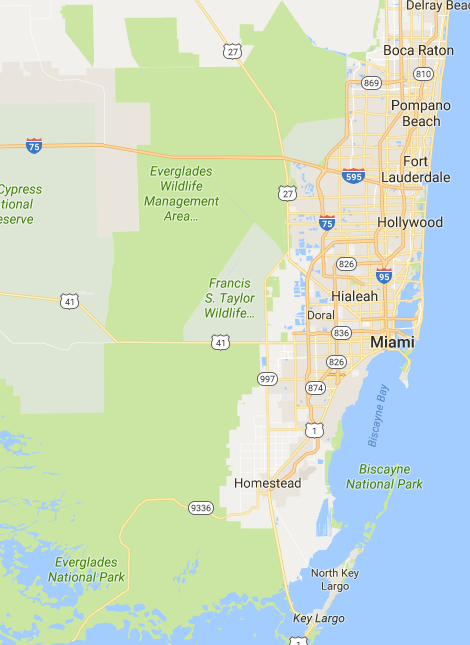 Delray Beac
27
Boca Raton
810
869
Pompano
Beach
75
Everglades
Wildlife
Management
Area...
595
Fort
Lauderdale
Cypress
tional
eserve
27
75
Hollywood
826
95
Francis
S. Taylor
Wildlife...
41
Hialeah
Doral
836
41
Miami
826
997
874
Biscayne Bay
1
Biscayne
National Park
Homestead
9336
Everglades
National Park
North Key
Largo
Key Largo
1